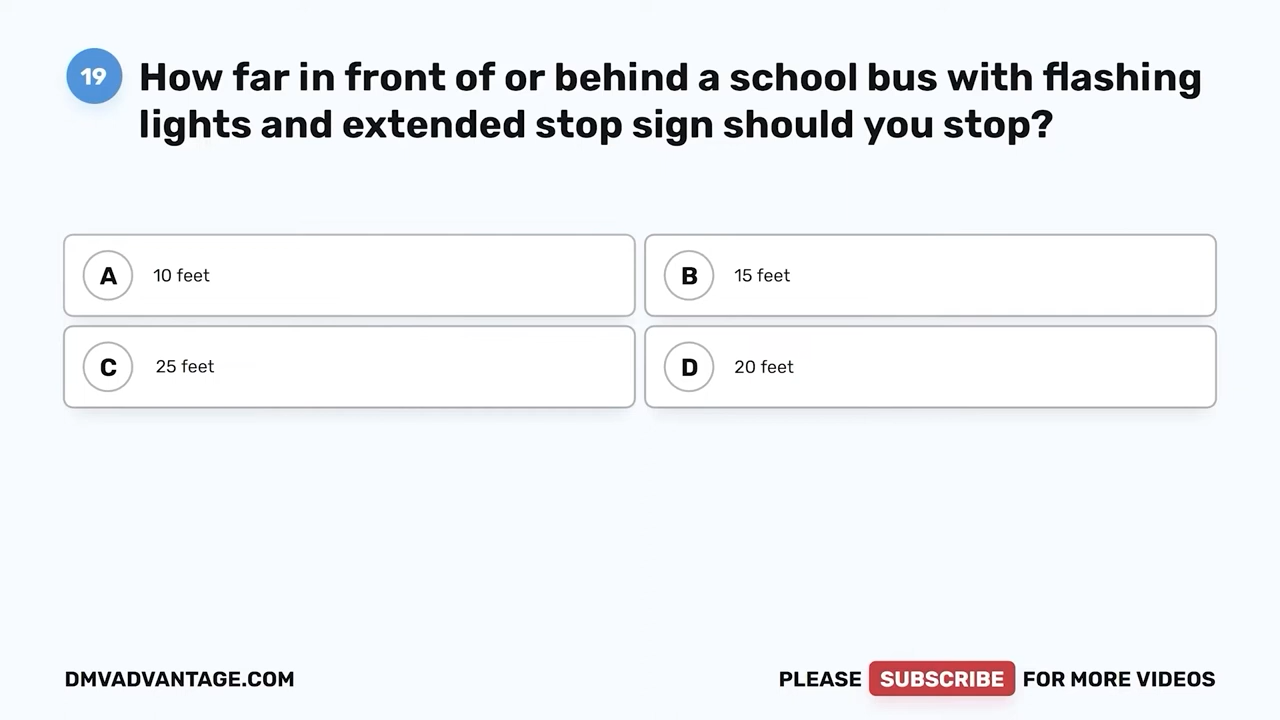 19 How far in front of or behind a school bus with flashing
lights and extended stop sign should you stop?
A 10 feet
B 15 feet
C 25 feet
D 20 feet
DMVADVANTAGE.COM
PLEASE SUBSCRIBE FOR MORE VIDEOS